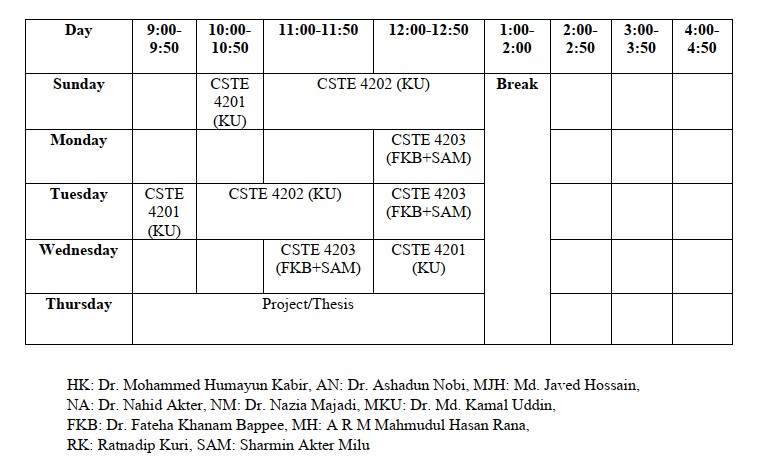 Day 9:00- 10:00- 11:00-11:50 12:00-12:50 1:00- 2:00- 3:00- 4:00-
9:50 10:50 2:00 2:50 3:50 4:50
Sunday CSTE CSTE 4202 (KU) Break
4201
(KU)
Monday CSTE 4203
(FKB+SAM)
Tuesday CSTE CSTE 4202 (KU) CSTE 4203
4201 (FKB+SAM)
(KU)
Wednesday CSTE 4203 CSTE 4201
(FKB+SAM) (KU)
Thursday Project/Thesis
HK: Dr. Mohammed Humayun Kabir, AN: Dr. Ashadun Nobi, MJH: Md. Javed Hossain,
NA: Dr. Nahid Akter, NM: Dr. Nazia Majadi, MKU: Dr. Md. Kamal Uddin,
FKB: Dr. Fateha Khanam Bappee, MH: A R M Mahmudul Hasan Rana,
RK: Ratnadip Kuri, SAM: Sharmin Akter Milu